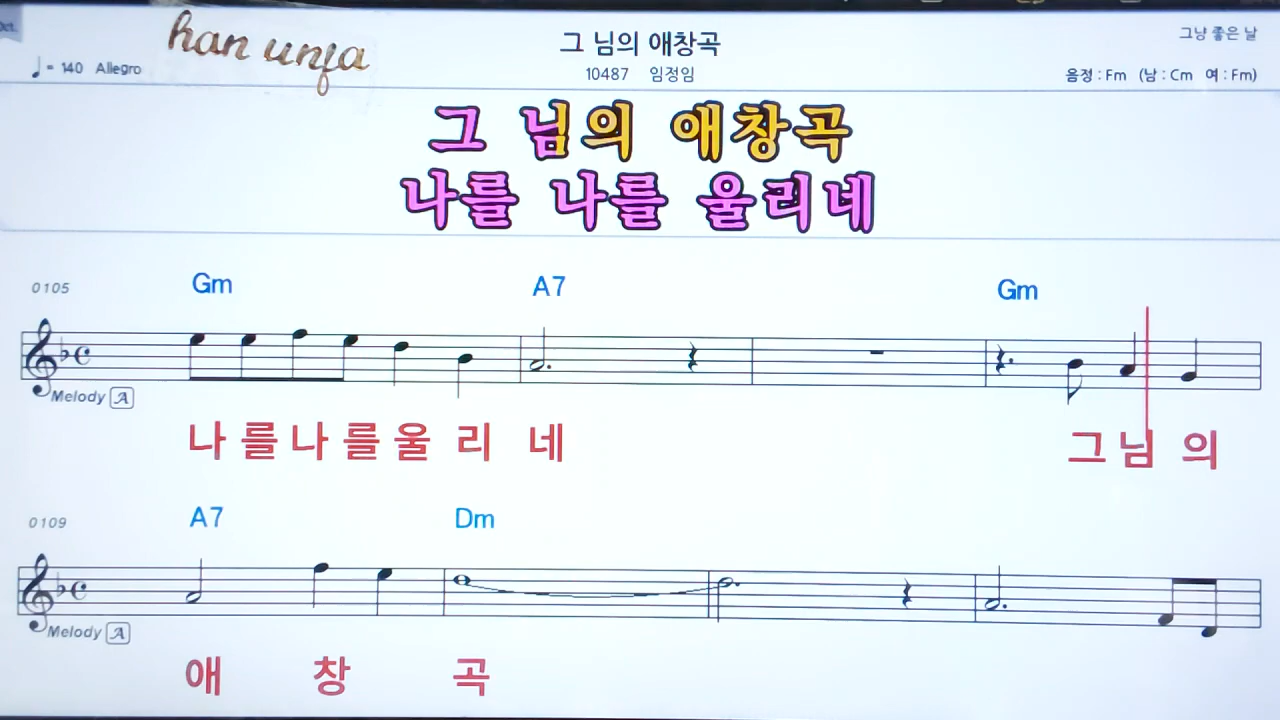 Oct.
han unja
그 님의 애창곡
그냥 좋은 날
♩= 140 Allegro
10487 임정임
음정 : Fm (남 : Cm 여 : Fm)
그 님의 애창곡
나를 나를 울리네
0105 Gm A7 Gm
Melody A
나 를 나 를 울 리 네 그 님 의
0109 A7 Dm
Melody A
애 창 곡